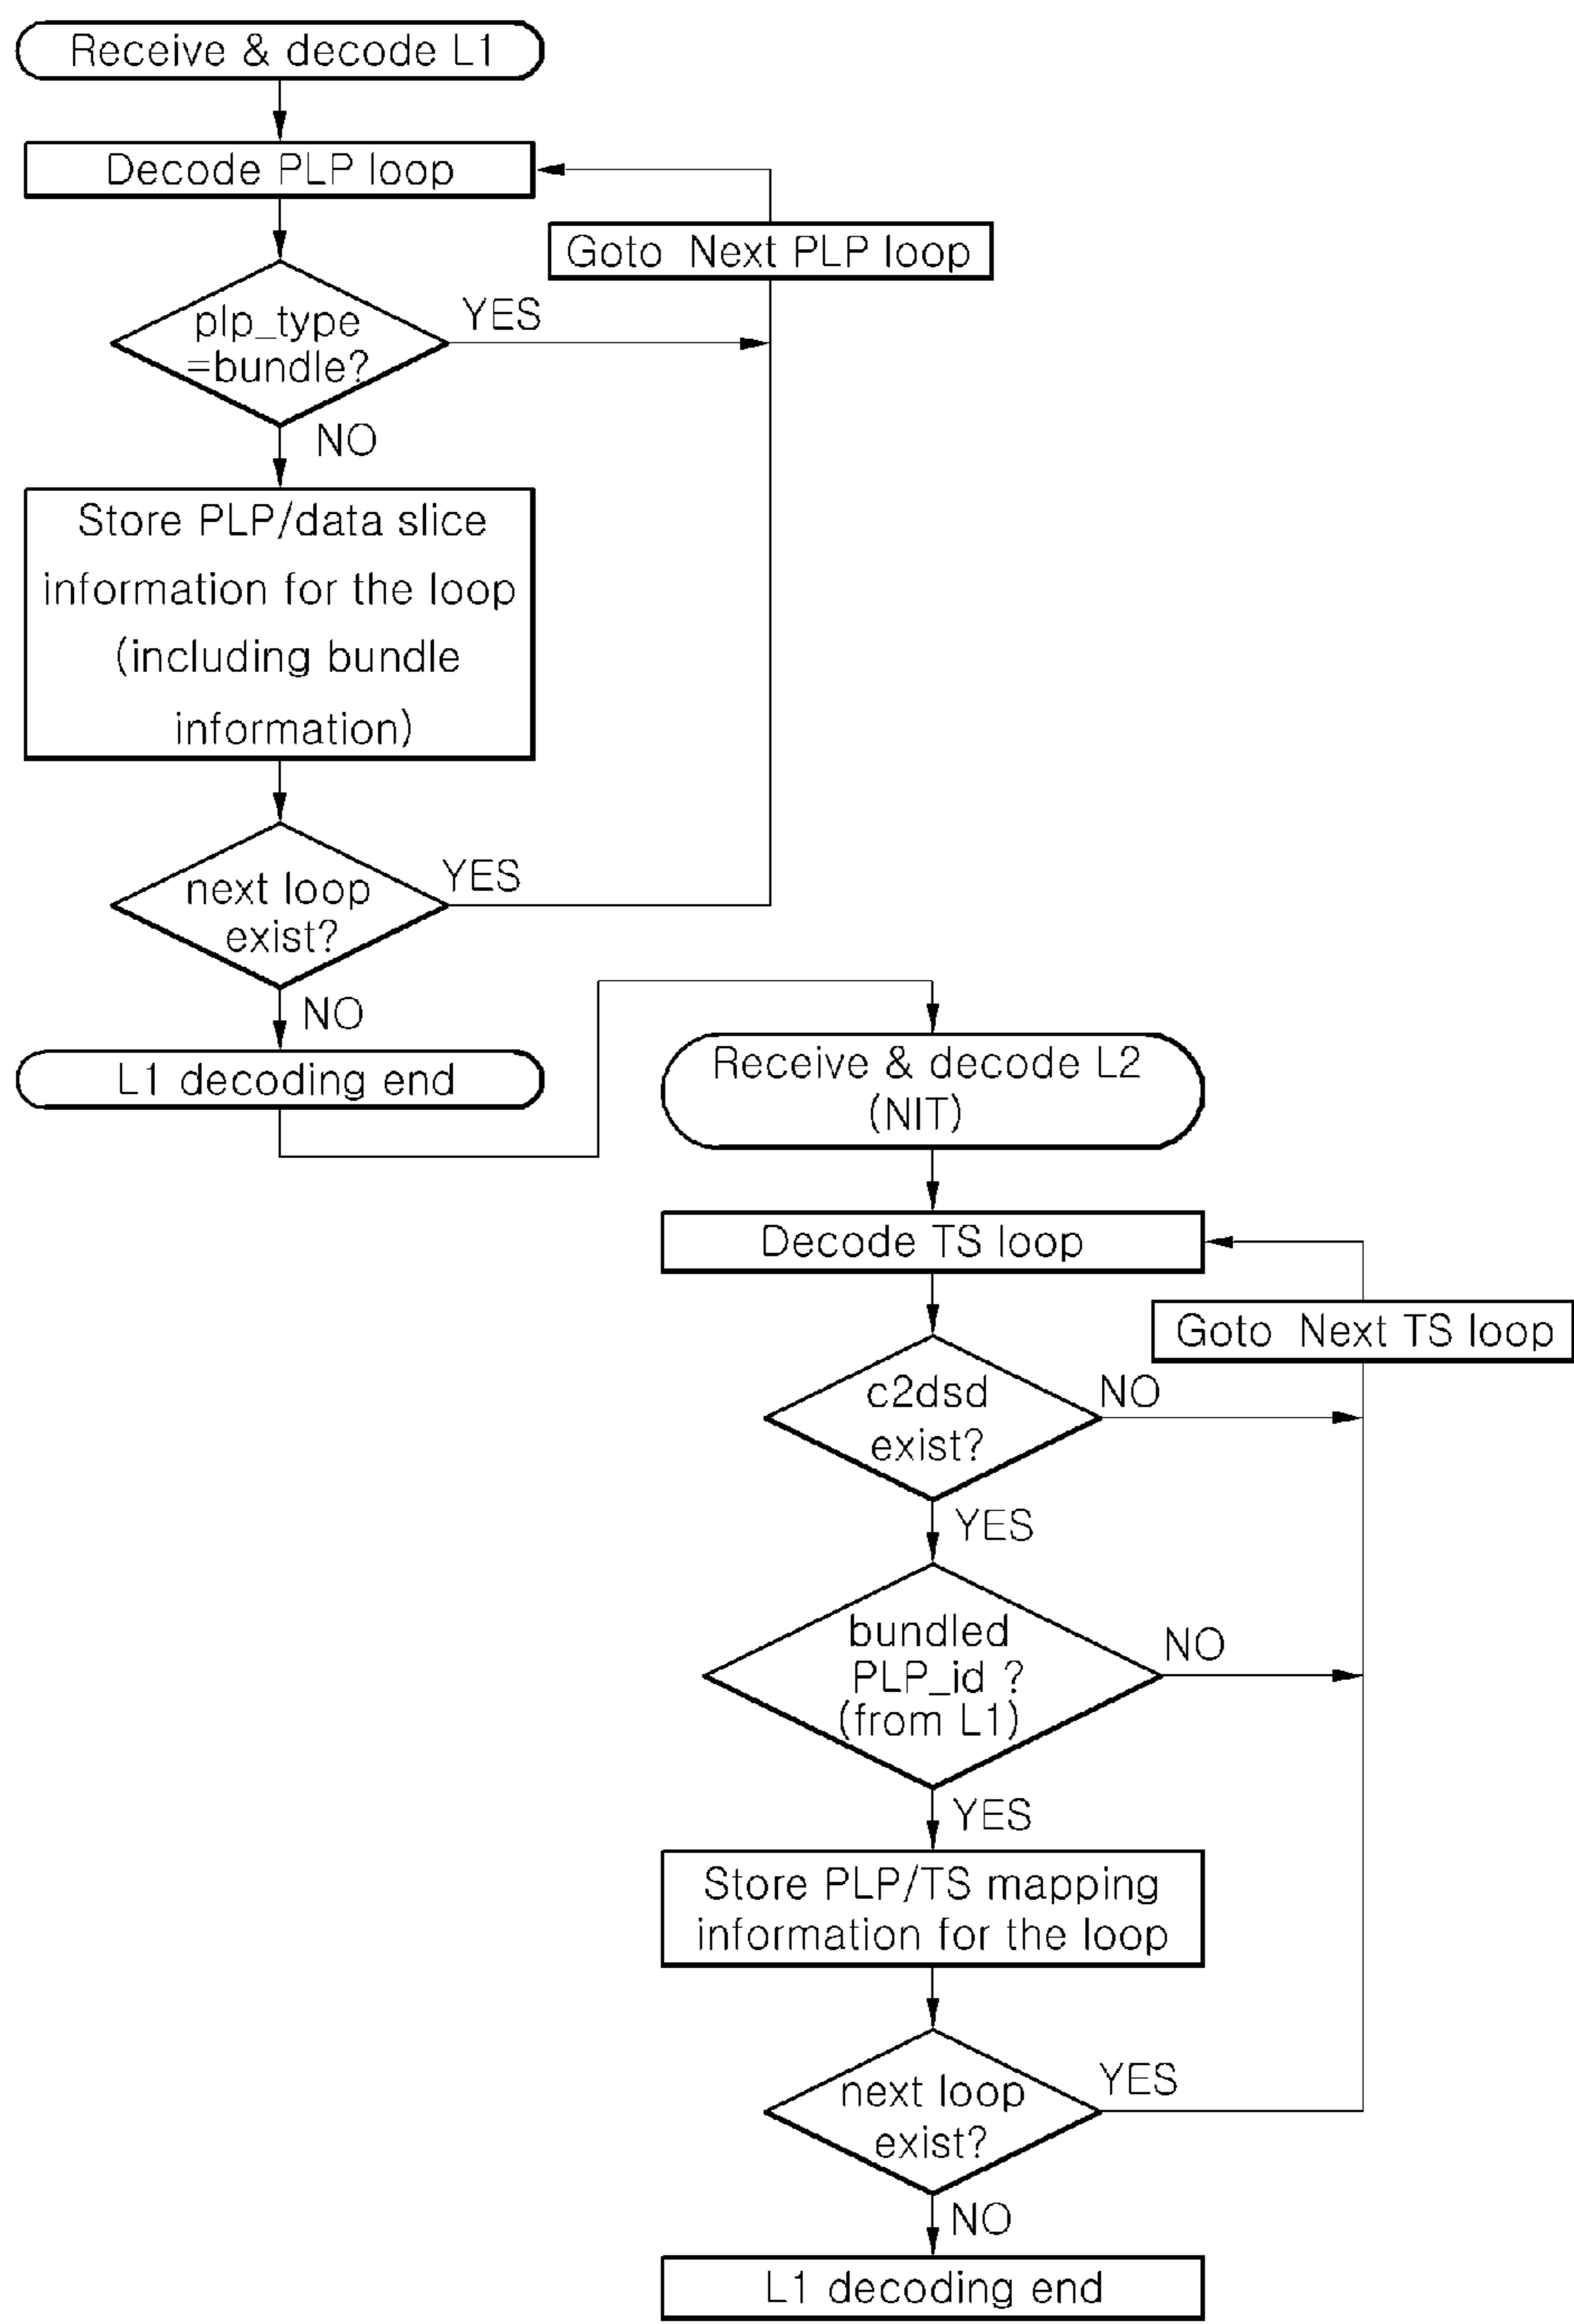 Receive & decode L1
Decode PLP loop
Goto Next PLP loop
plp_type
=bundle?
YES
NO
Store PLP/data slice
information for the loop
(including bundle
information)
next loop
exist?
YES
NO
L1 decoding end
Receive & decode L2
(NIT)
Decode TS loop
Goto Next TS loop
c2dsd
exist?
NO
YES
bundled
PLP_id ?
(from L1)
NO
YES
Store PLP/TS mapping
information for the loop
next loop
exist?
YES
NO
L1 decoding end